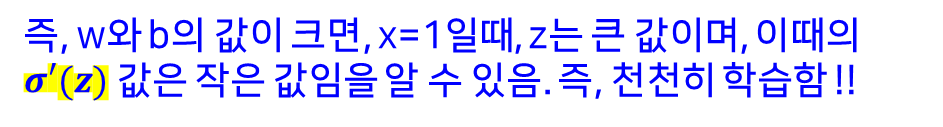 즉, w와 b의 값이 크면, x=1일때, z는 큰 값이며, 이때의
σ′(z) 값은 작은 값임을 알 수 있음. 즉, 천천히 학습함 !!